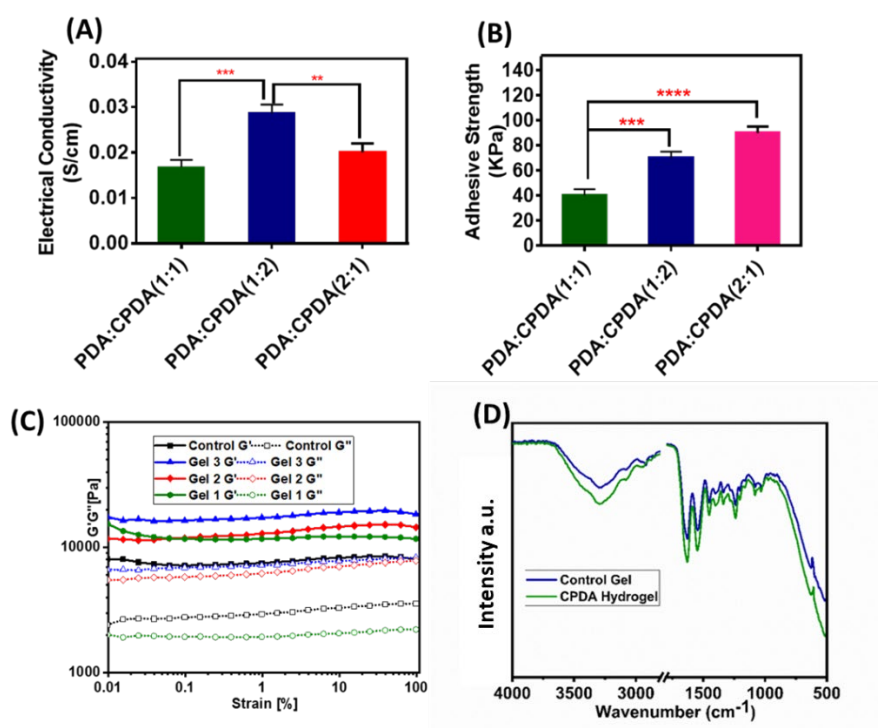 (A)
Electrical Conductivity
(S/cm)
0.04
0.03
0.02
0.01
0.00
***
**
PDA:CPDA(1:1)
PDA:CPDA(1:2)
PDA:CPDA(2:1)
(B)
Adhesive Strength
(KPa)
140
120
100
80
60
40
20
0
****
***
PDA:CPDA(1:1)
PDA:CPDA(1:2)
PDA:CPDA(2:1)
(C)
G'G"[Pa]
100000
10000
1000
Control G' Control G"
Gel 3 G' Gel 3 G"
Gel 2 G' Gel 2 G"
Gel 1 G' Gel 1 G"
0.01 0.1 1 10 100
Strain [%]
(D)
Intensity a.u.
Control Gel
CPDA Hydrogel
4000 3500 3000 1500 1000 500
Wavenumber (cm⁻¹)